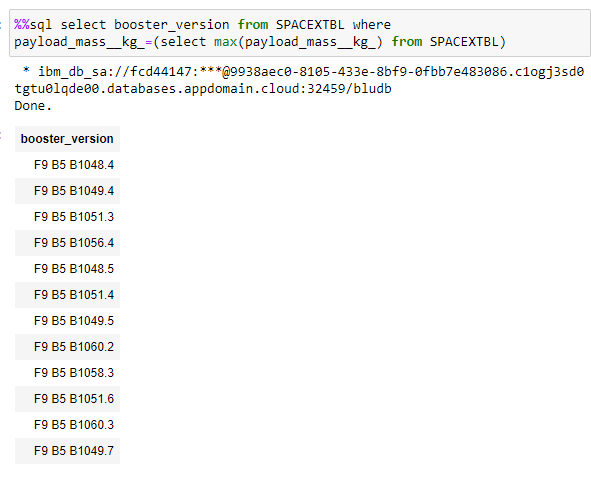 %%sql select booster_version from SPACEXTBL where
payload_mass__kg_=(select max(payload_mass__kg_) from SPACEXTBL)
* ibm_db_sa://fcd44147:***@9938aec0-8105-433e-8bf9-0fbb7e483086.c1ogj3sd0
tgtu0lqde00.databases.appdomain.cloud:32459/bludb
Done.
booster_version
F9 B5 B1048.4
F9 B5 B1049.4
F9 B5 B1051.3
F9 B5 B1056.4
F9 B5 B1048.5
F9 B5 B1051.4
F9 B5 B1049.5
F9 B5 B1060.2
F9 B5 B1058.3
F9 B5 B1051.6
F9 B5 B1060.3
F9 B5 B1049.7